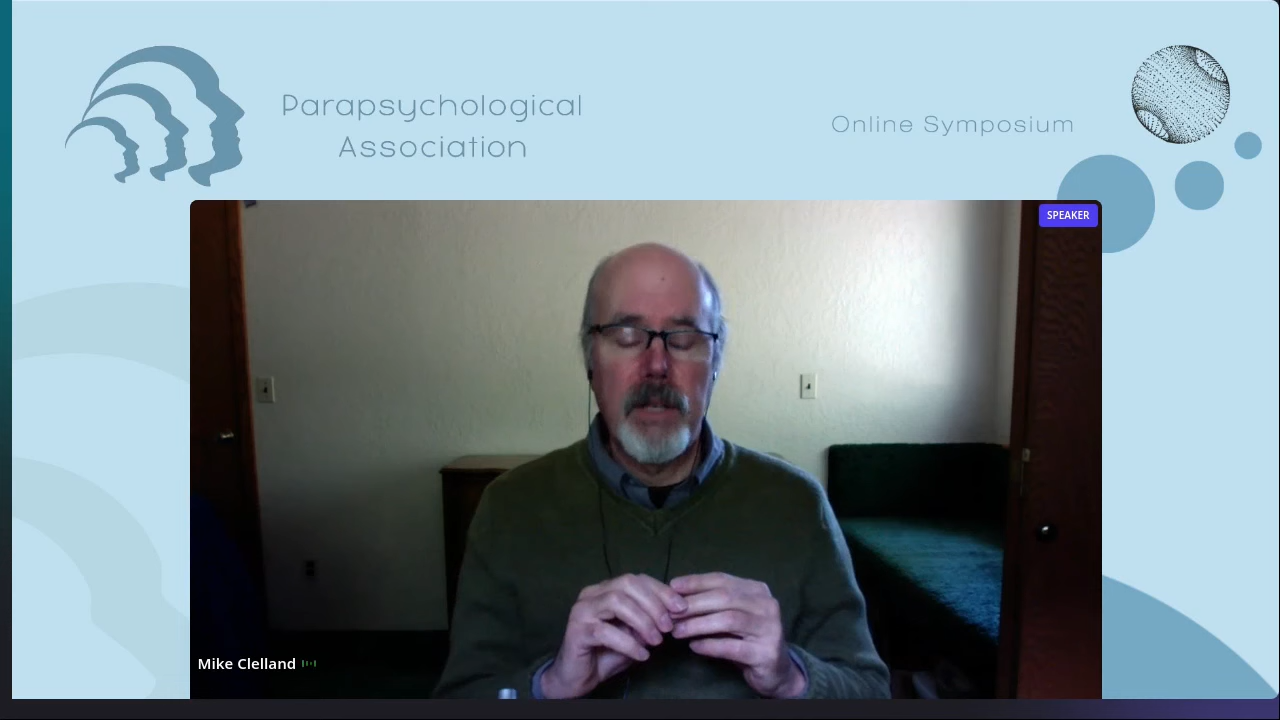 Parapsychological
Association
Online Symposium
SPEAKER
Mike Clelland